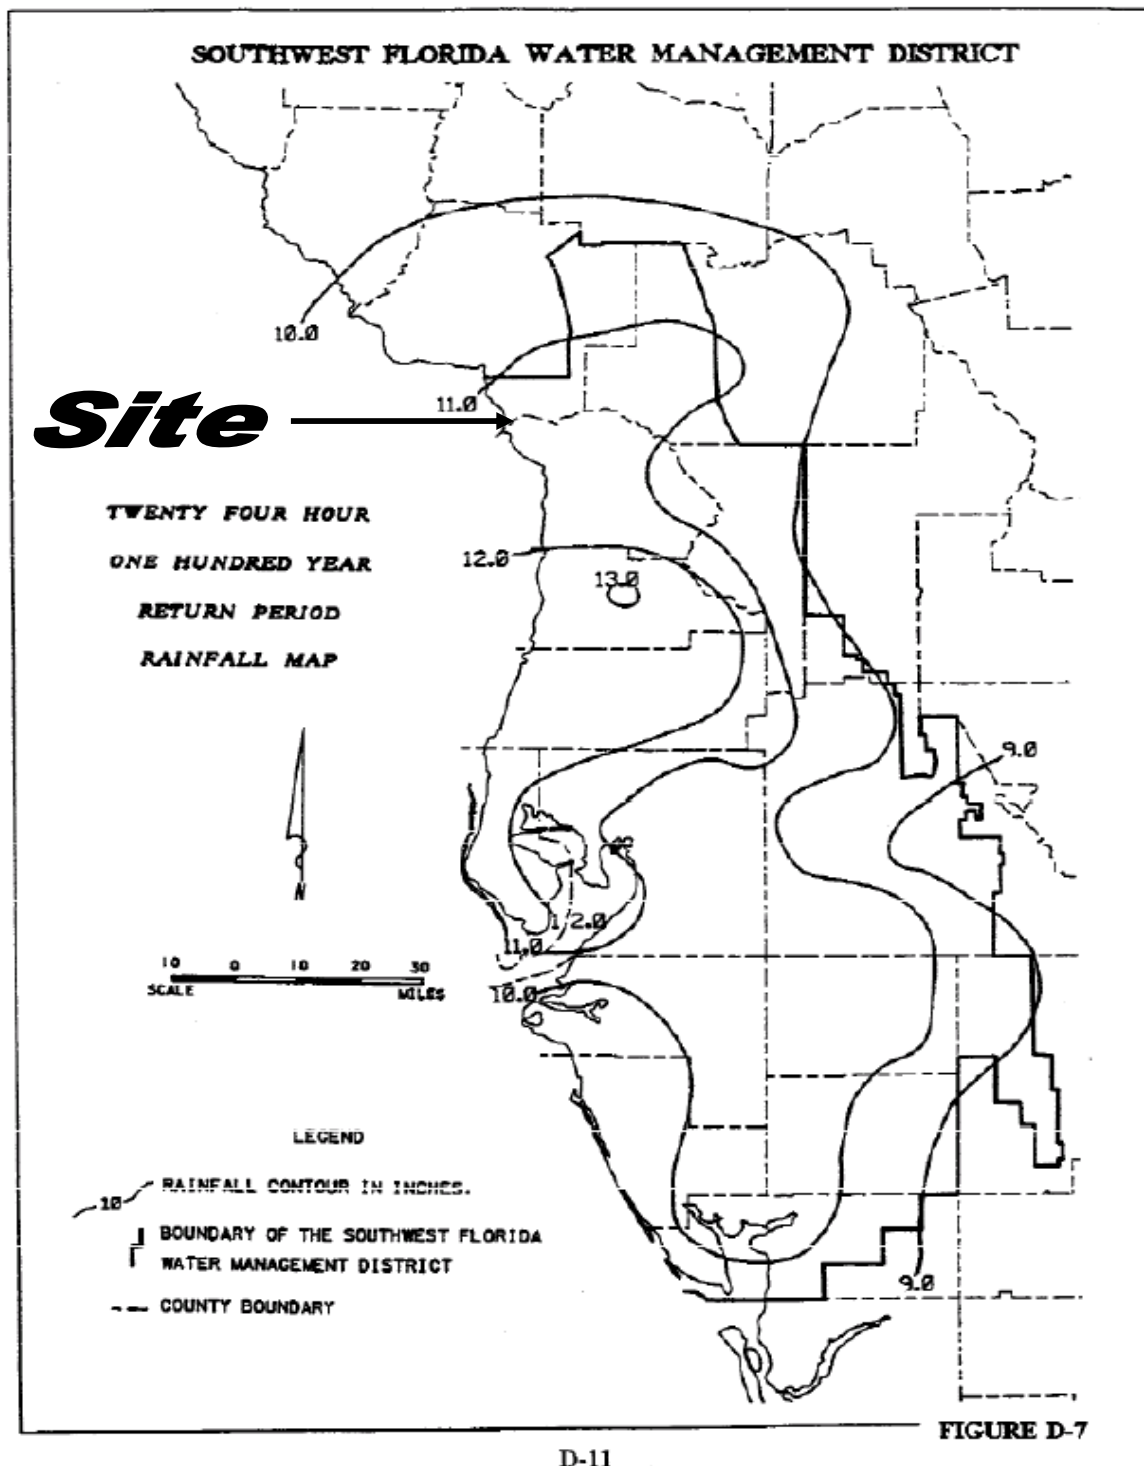 SOUTHWEST FLORIDA WATER MANAGEMENT DISTRICT
10.0
Site
11.0
TWENTY FOUR HOUR
ONE HUNDRED YEAR
RETURN PERIOD
RAINFALL MAP
12.0
13.0
9.0
N
12.0
11.0
10.0
10 0 10 20 30
SCALE MILES
LEGEND
10 RAINFALL CONTOUR IN INCHES.
BOUNDARY OF THE SOUTHWEST FLORIDA
WATER MANAGEMENT DISTRICT
COUNTY BOUNDARY
9.0
FIGURE D-7
D-11